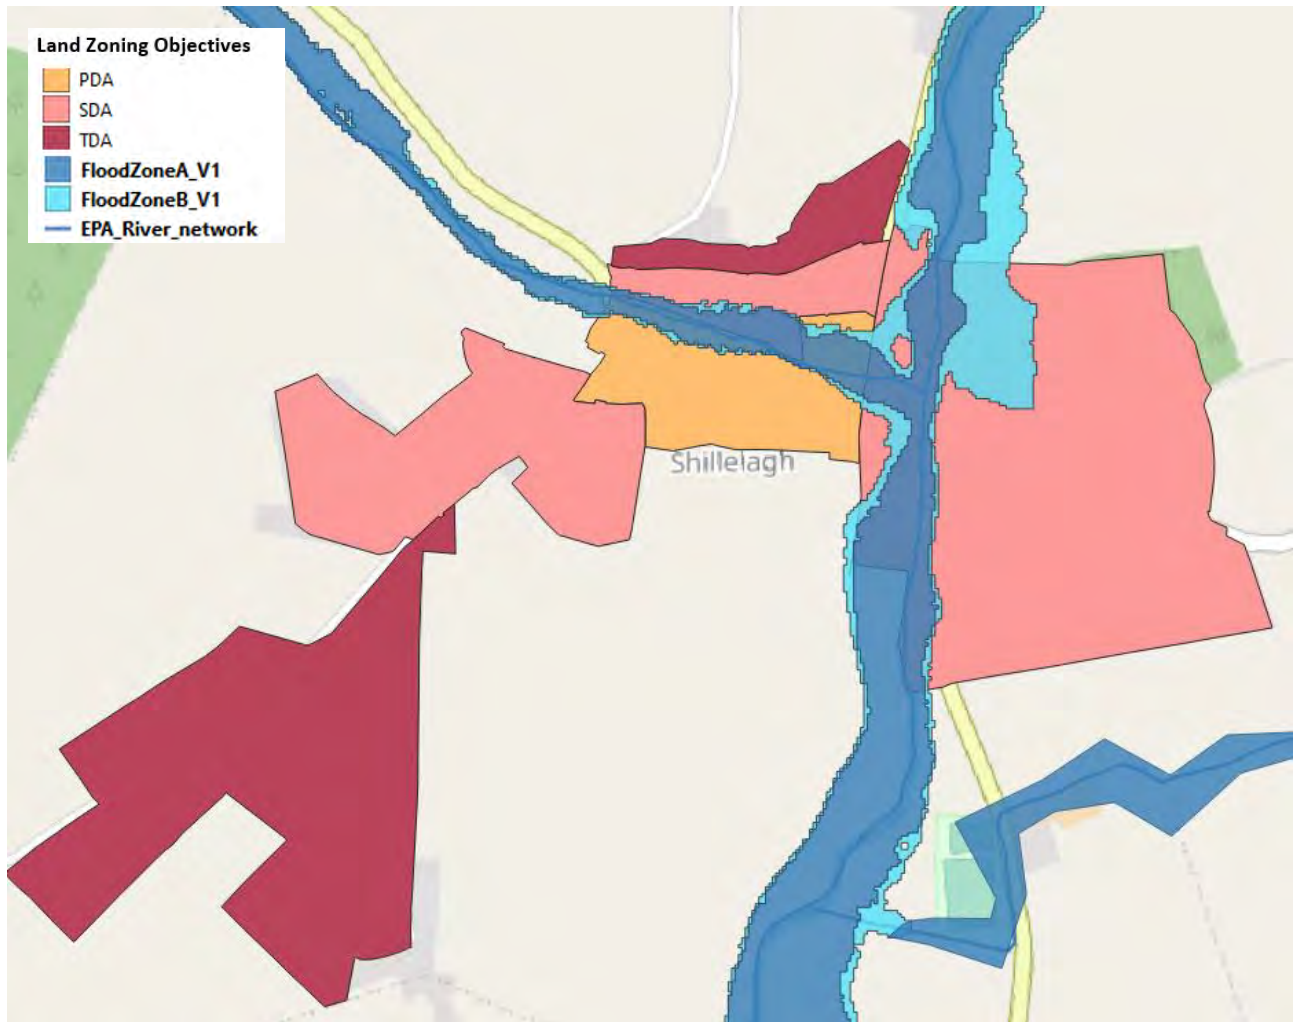 Land Zoning Objectives
PDA
SDA
TDA
FloodZoneA_V1
FloodZoneB_V1
EPA_River_network
Shillelagh